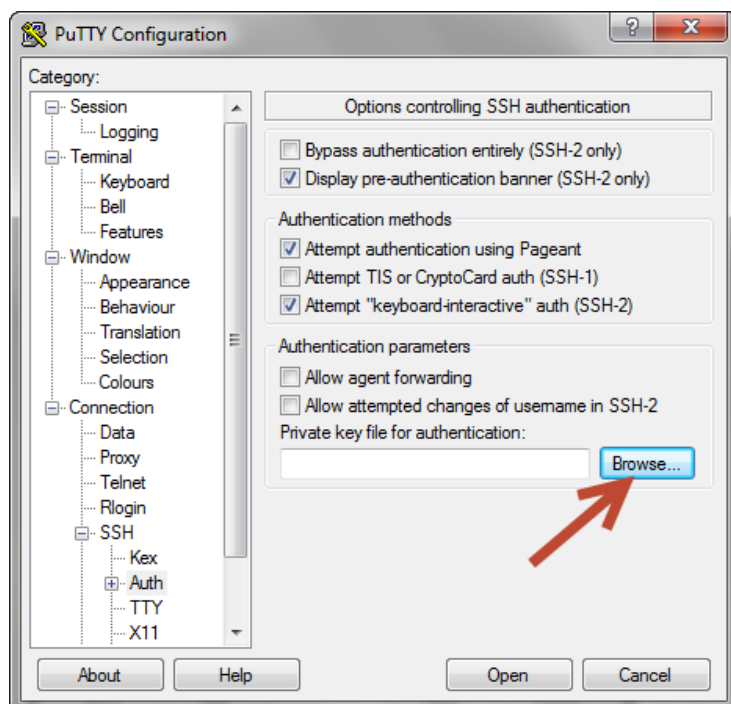 PuTTY Configuration
Category:
Session
Logging
Terminal
Keyboard
Bell
Features
Window
Appearance
Behaviour
Translation
Selection
Colours
Connection
Data
Proxy
Telnet
Rlogin
SSH
Kex
Auth
TTY
X11
Options controlling SSH authentication
Bypass authentication entirely (SSH-2 only)
Display pre-authentication banner (SSH-2 only)
Authentication methods
Attempt authentication using Pageant
Attempt TIS or CryptoCard auth (SSH-1)
Attempt "keyboard-interactive" auth (SSH-2)
Authentication parameters
Allow agent forwarding
Allow attempted changes of username in SSH-2
Private key file for authentication:
Browse...
About
Help
Open
Cancel